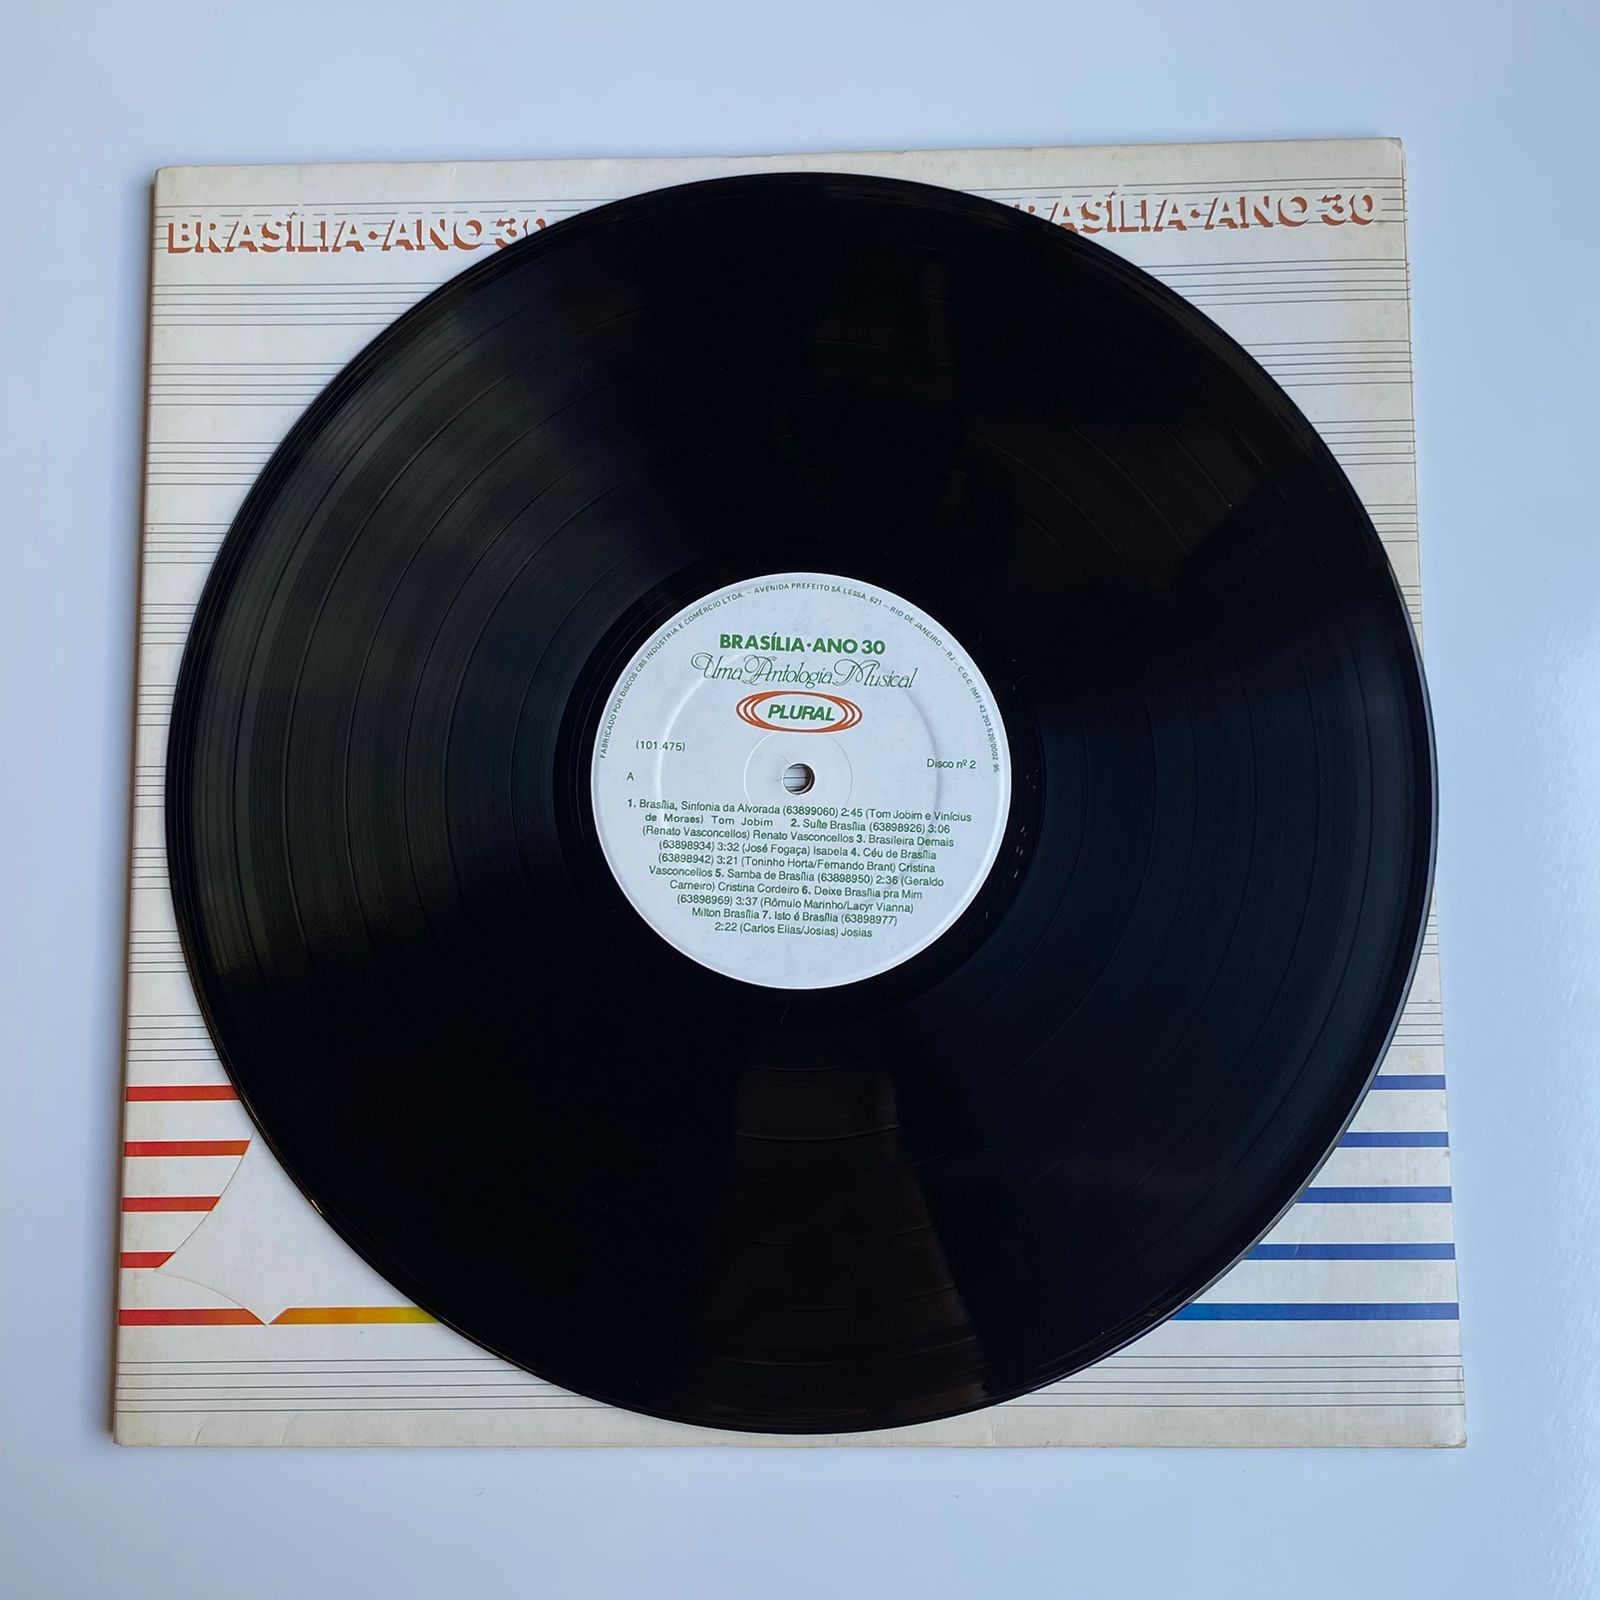 BRASÍLIA·ANO 30
BRASÍLIA·ANO 30
FABRICADO POR DISCOS CBS INDÚSTRIA E COMÉRCIO LTDA. – AVENIDA PREFEITO SÁ LESSA, 621 – RIO DE JANEIRO – RJ – C.G.C. (MF) 43.203.520/0002 95
BRASÍLIA·ANO 30
Uma Antologia Musical
PLURAL
(101.475)
Disco nº 2
A
1. Brasília, Sinfonia da Alvorada (63899060) 2:45 (Tom Jobim e Vinícius
de Moraes) Tom Jobim 2. Suíte Brasília (63898926) 3:06
(Renato Vasconcellos) Renato Vasconcellos 3. Brasileira Demais
(63898934) 3:32 (José Fogaça) Isabela 4. Céu de Brasília
(63898942) 3:21 (Toninho Horta/Fernando Brant) Cristina
Vasconcellos 5. Samba de Brasília (63898950) 2:36 (Geraldo
Carneiro) Cristina Cordeiro 6. Deixe Brasília pra Mim
(63898969) 3:37 (Rômulo Marinho/Lacyr Vianna)
Milton Brasília 7. Isto é Brasília (63898977)
2:22 (Carlos Elias/Josias) Josias